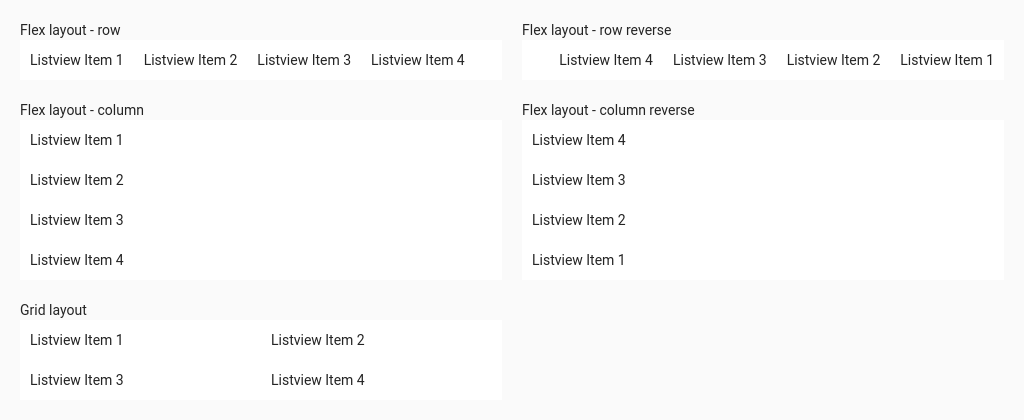 Flex layout - row
Listview Item 1 Listview Item 2 Listview Item 3 Listview Item 4
Flex layout - row reverse
Listview Item 4 Listview Item 3 Listview Item 2 Listview Item 1
Flex layout - column
Listview Item 1
Listview Item 2
Listview Item 3
Listview Item 4
Flex layout - column reverse
Listview Item 4
Listview Item 3
Listview Item 2
Listview Item 1
Grid layout
Listview Item 1 Listview Item 2
Listview Item 3 Listview Item 4